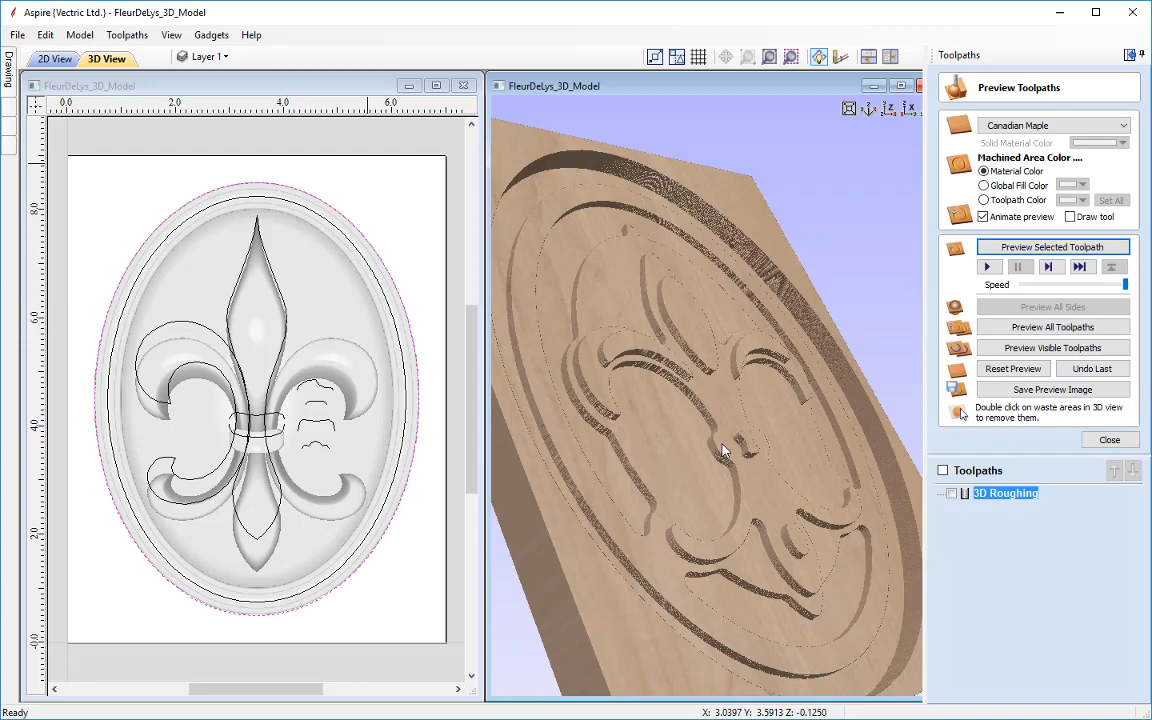 Aspire (Vectric Ltd.) - FleurDeLys_3D_Model
File Edit Model Toolpaths View Gadgets Help
2D View 3D View Layer 1
Drawing
FleurDeLys_3D_Model
0.0 2.0 4.0 6.0
8.0
6.0
4.0
2.0
-0.0
FleurDeLys_3D_Model
Toolpaths
Preview Toolpaths
Canadian Maple
Solid Material Color
Machined Area Color ....
Material Color
Global Fill Color
Toolpath Color Set All
Animate preview Draw tool
Preview Selected Toolpath
Speed
Preview All Sides
Preview All Toolpaths
Preview Visible Toolpaths
Reset Preview Undo Last
Save Preview Image
Double click on waste areas in 3D view
to remove them.
Close
Toolpaths
3D Roughing
Ready
X: 3.0397 Y: 3.5913 Z: -0.1250